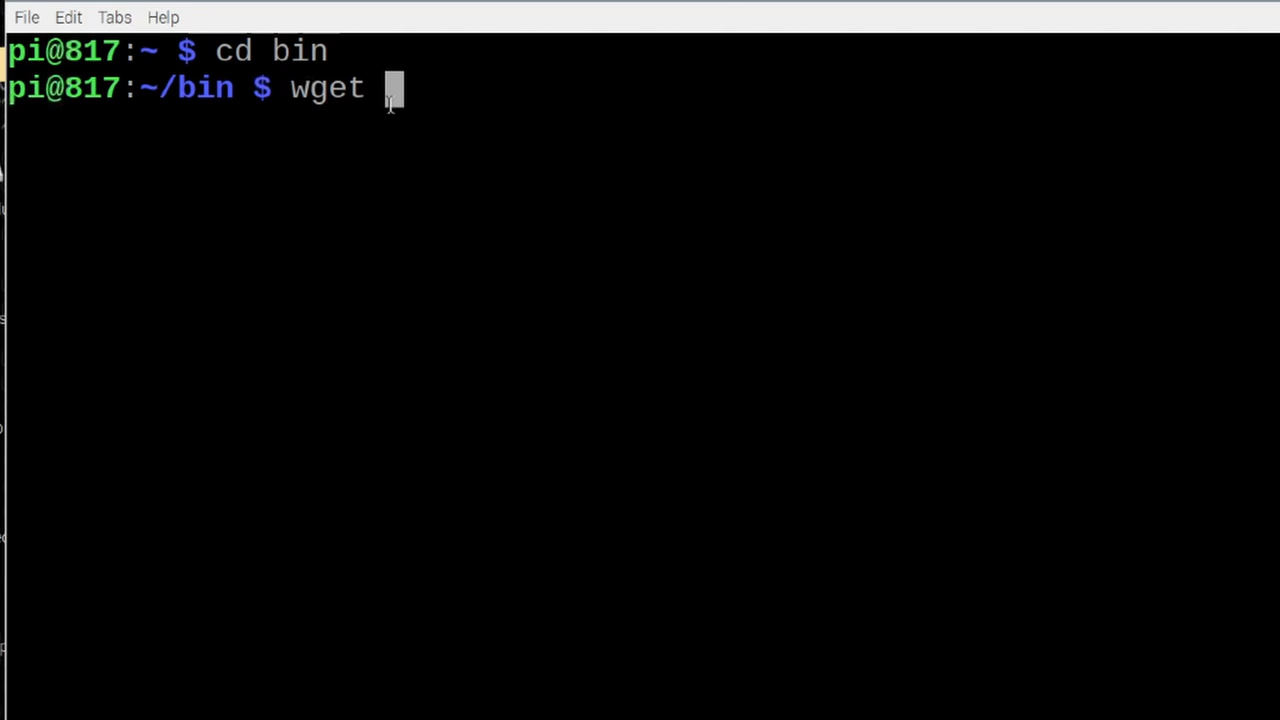 File Edit Tabs Help
pi@817:~ $ cd bin
pi@817:~/bin $ wget